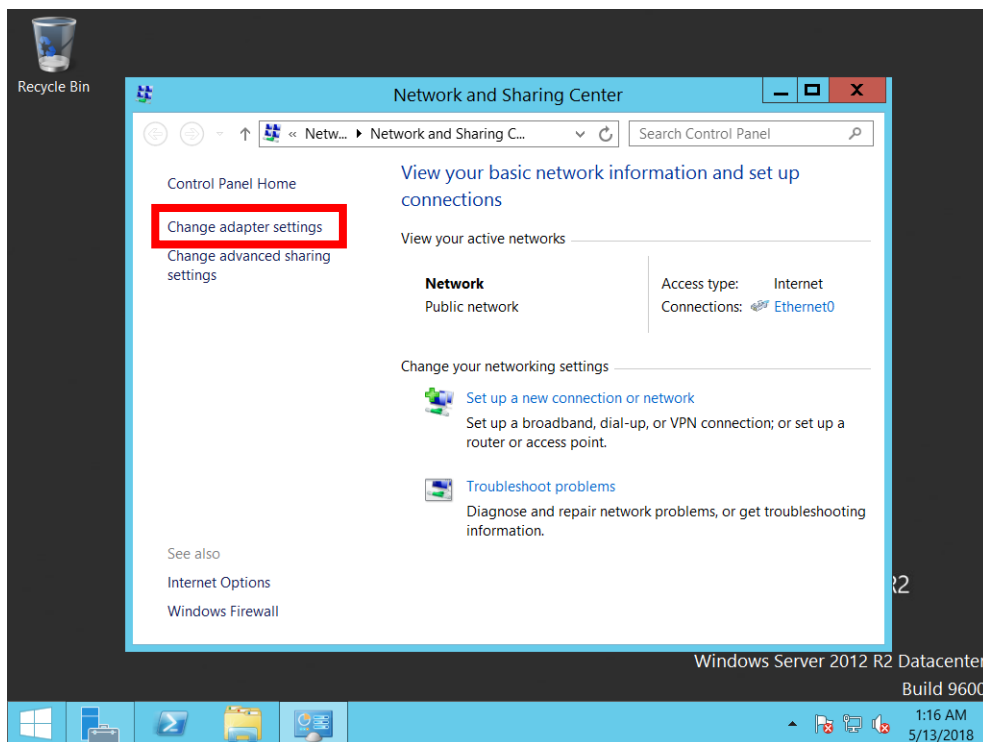 Recycle Bin
Network and Sharing Center
« Netw... Network and Sharing C...
Search Control Panel
Control Panel Home
Change adapter settings
Change advanced sharing
settings
View your basic network information and set up
connections
View your active networks
Network
Public network
Access type: Internet
Connections: Ethernet0
Change your networking settings
Set up a new connection or network
Set up a broadband, dial-up, or VPN connection; or set up a
router or access point.
Troubleshoot problems
Diagnose and repair network problems, or get troubleshooting
information.
See also
Internet Options
Windows Firewall
R2
Windows Server 2012 R2 Datacenter
Build 9600
1:16 AM
5/13/2018